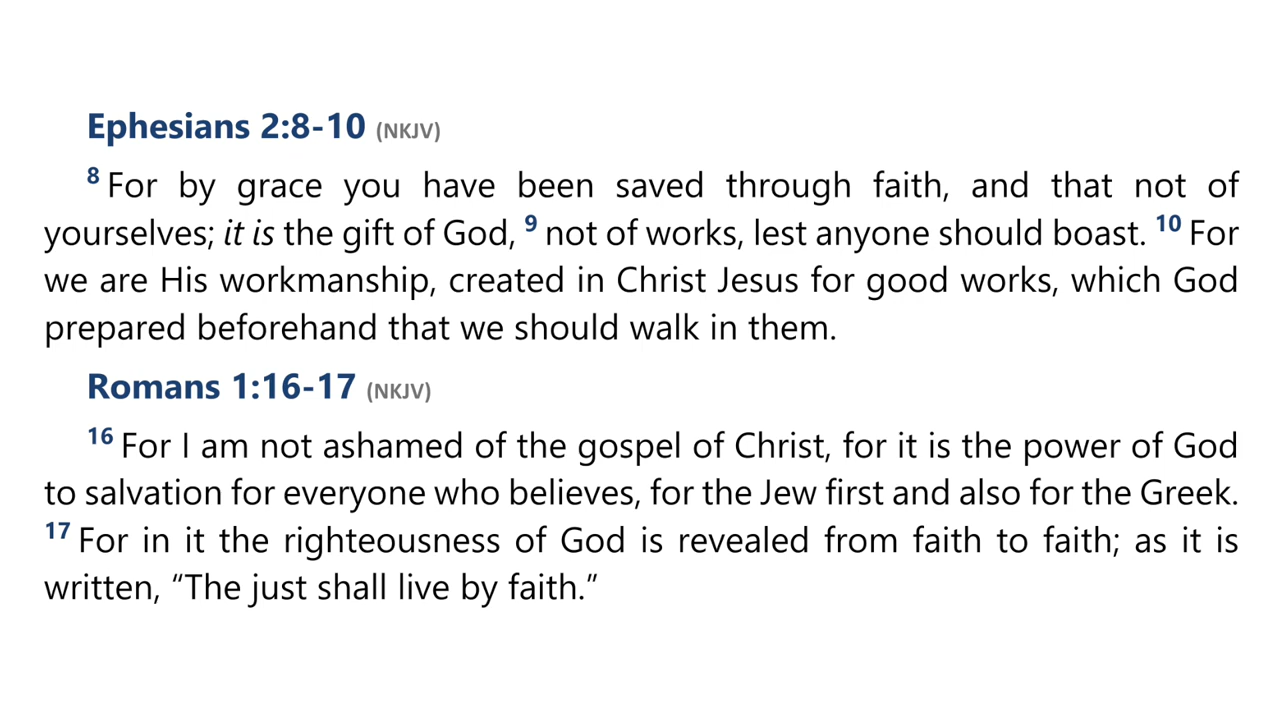 Ephesians 2:8-10 (NKJV)
8 For by grace you have been saved through faith, and that not of
yourselves; it is the gift of God, 9 not of works, lest anyone should boast. 10 For
we are His workmanship, created in Christ Jesus for good works, which God
prepared beforehand that we should walk in them.
Romans 1:16-17 (NKJV)
16 For I am not ashamed of the gospel of Christ, for it is the power of God
to salvation for everyone who believes, for the Jew first and also for the Greek.
17 For in it the righteousness of God is revealed from faith to faith; as it is
written, “The just shall live by faith.”